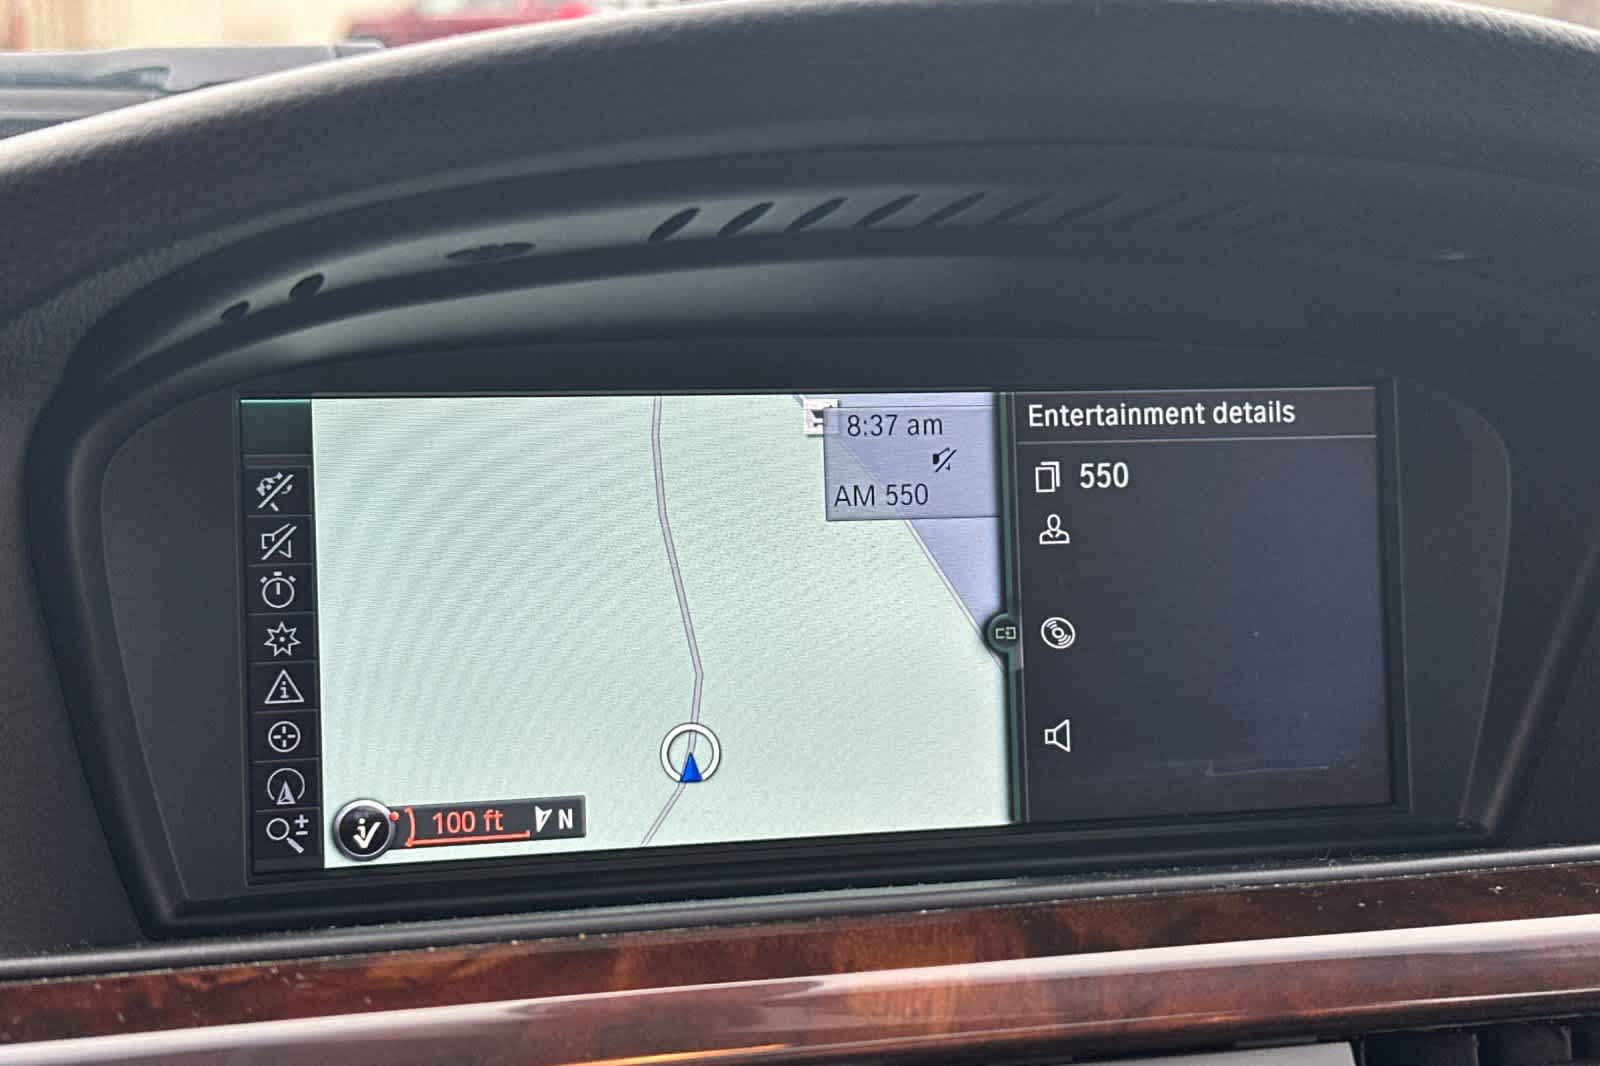 8:37 am
AM 550
Entertainment details
550
100 ft
N